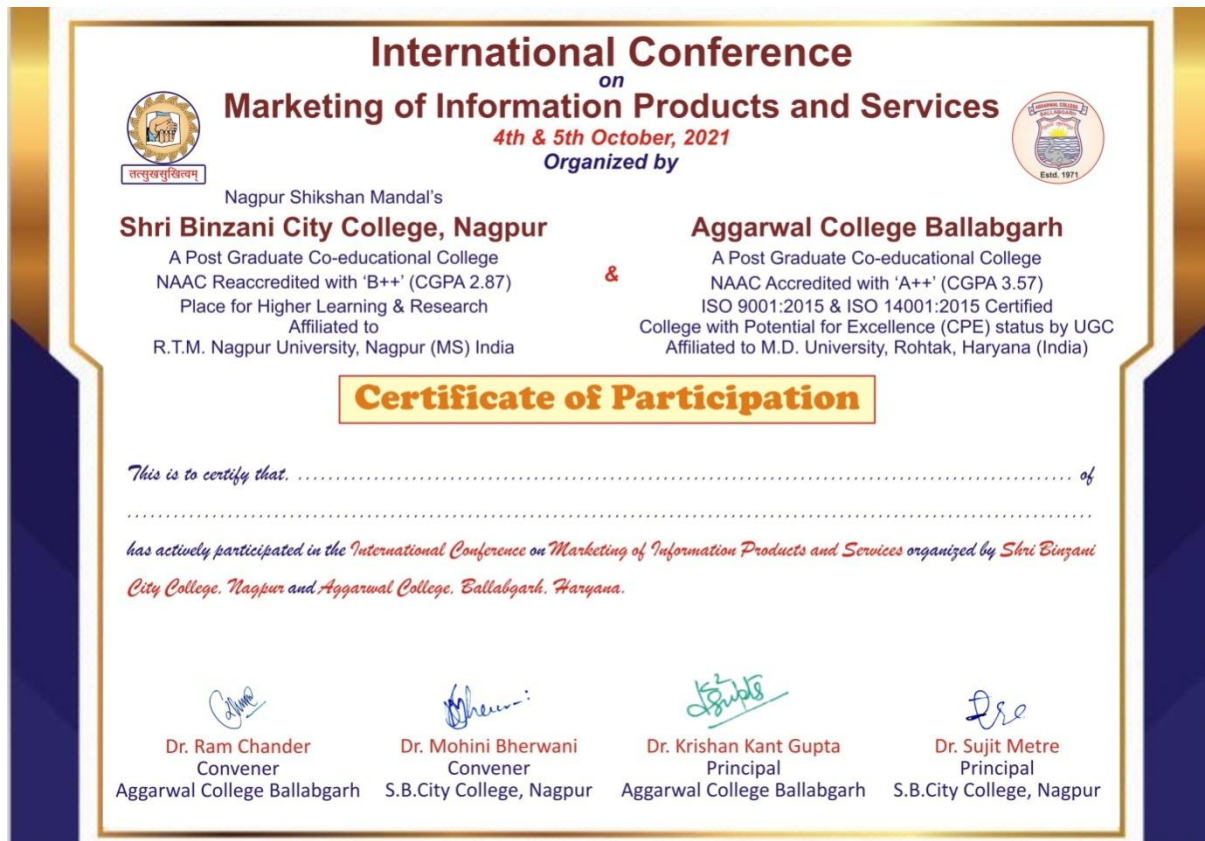 International Conference
on
Marketing of Information Products and Services
4th & 5th October, 2021
Organized by
तत्सुखसुखित्वम्
AGGARWAL COLLEGE
BALLABGARH
Estd. 1971
Nagpur Shikshan Mandal's
Shri Binzani City College, Nagpur
A Post Graduate Co-educational College
NAAC Reaccredited with 'B++' (CGPA 2.87)
Place for Higher Learning & Research
Affiliated to
R.T.M. Nagpur University, Nagpur (MS) India
&
Aggarwal College Ballabgarh
A Post Graduate Co-educational College
NAAC Accredited with 'A++' (CGPA 3.57)
ISO 9001:2015 & ISO 14001:2015 Certified
College with Potential for Excellence (CPE) status by UGC
Affiliated to M.D. University, Rohtak, Haryana (India)
Certificate of Participation
This is to certify that. .................................................. of
..................................................
has actively participated in the International Conference on Marketing of Information Products and Services organized by Shri Binzani
City College, Nagpur and Aggarwal College, Ballabgarh, Haryana.
Dr. Ram Chander
Convener
Aggarwal College Ballabgarh
Dr. Mohini Bherwani
Convener
S.B.City College, Nagpur
Dr. Krishan Kant Gupta
Principal
Aggarwal College Ballabgarh
Dr. Sujit Metre
Principal
S.B.City College, Nagpur